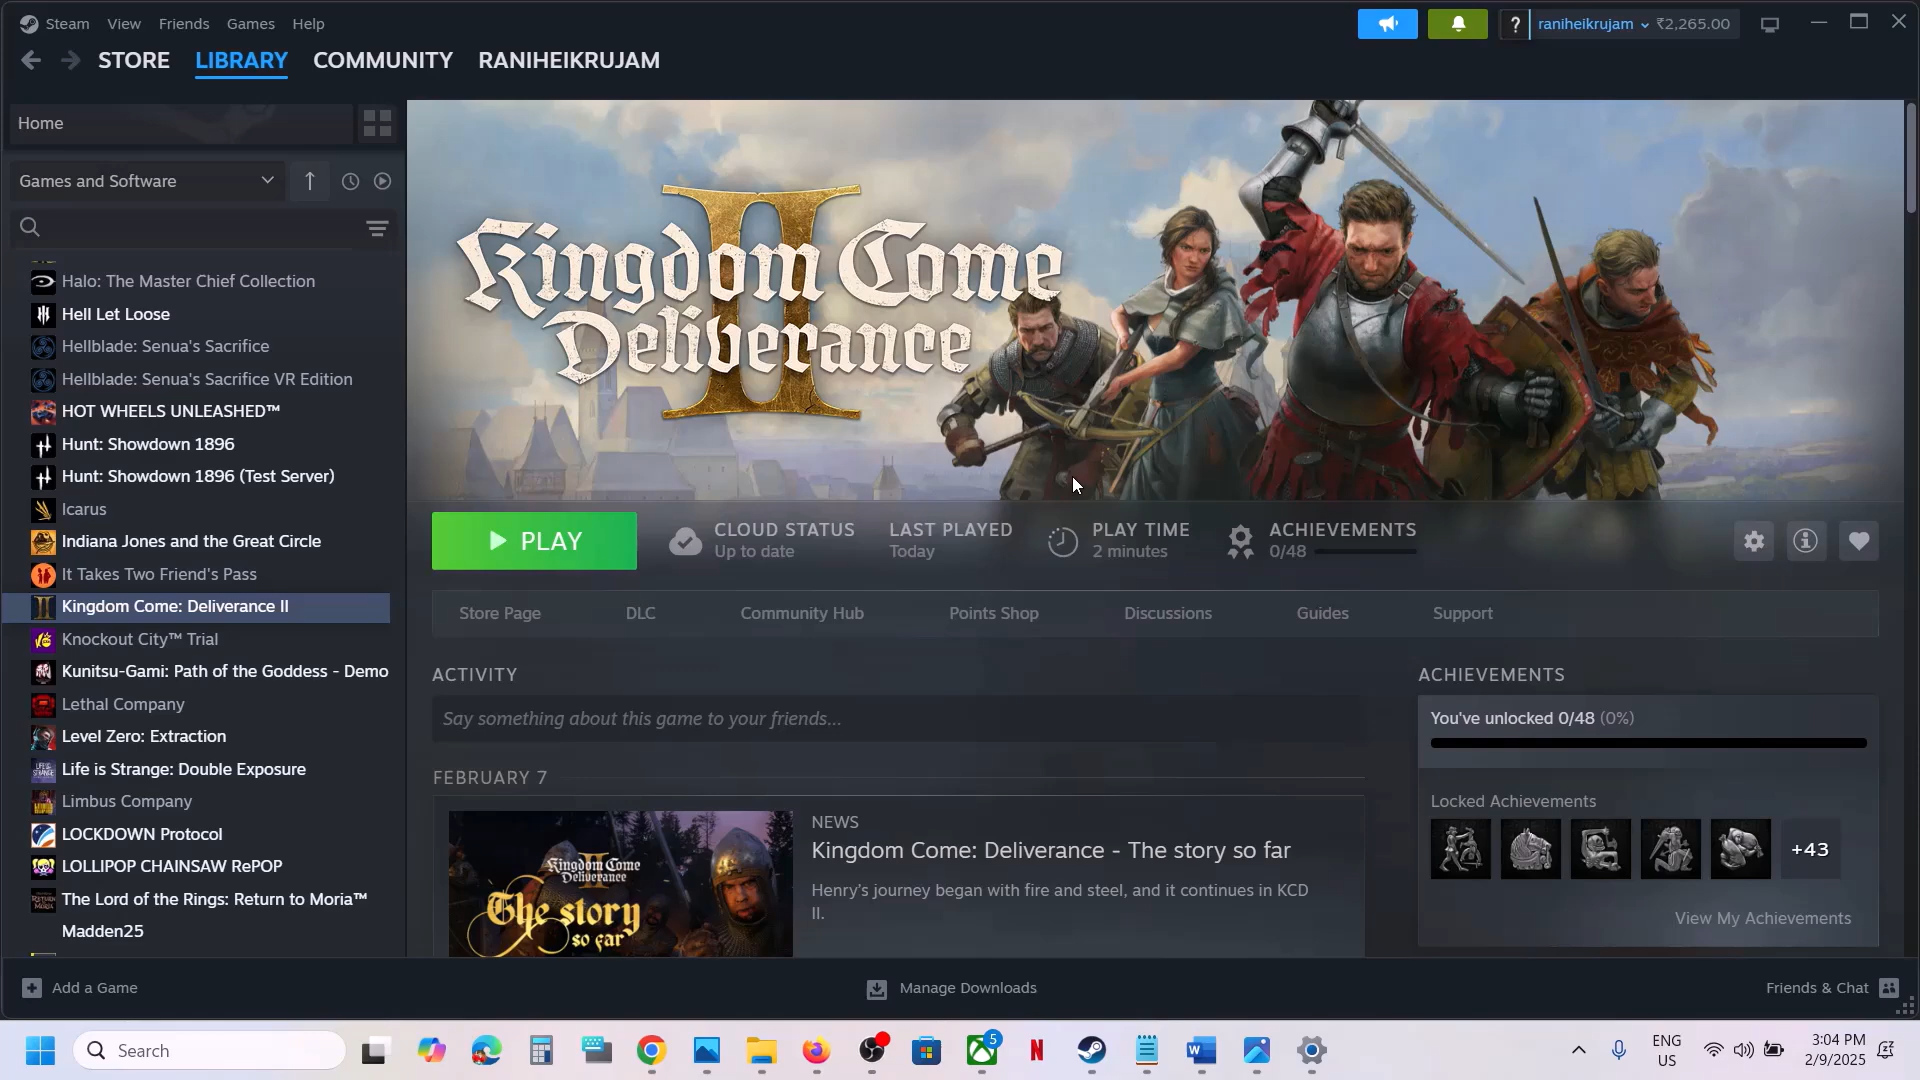 Steam View Friends Games Help
? raniheikrujam ₹2,265.00
STORE LIBRARY COMMUNITY RANIHEIKRUJAM
Home
Games and Software
Halo: The Master Chief Collection
Hell Let Loose
Hellblade: Senua's Sacrifice
Hellblade: Senua's Sacrifice VR Edition
HOT WHEELS UNLEASHED™
Hunt: Showdown 1896
Hunt: Showdown 1896 (Test Server)
Icarus
Indiana Jones and the Great Circle
It Takes Two Friend's Pass
Kingdom Come: Deliverance II
Knockout City™ Trial
Kunitsu-Gami: Path of the Goddess - Demo
Lethal Company
Level Zero: Extraction
Life is Strange: Double Exposure
Limbus Company
LOCKDOWN Protocol
LOLLIPOP CHAINSAW RePOP
The Lord of the Rings: Return to Moria™
Madden25
Kingdom Come
Deliverance
II
PLAY
CLOUD STATUS
Up to date
LAST PLAYED
Today
PLAY TIME
2 minutes
ACHIEVEMENTS
0/48
Store Page DLC Community Hub Points Shop Discussions Guides Support
ACTIVITY
Say something about this game to your friends...
FEBRUARY 7
Kingdom Come
Deliverance
II
The story
so far
NEWS
Kingdom Come: Deliverance - The story so far
Henry's journey began with fire and steel, and it continues in KCD
II.
ACHIEVEMENTS
You've unlocked 0/48 (0%)
Locked Achievements
+43
View My Achievements
Add a Game
Manage Downloads
Friends & Chat
Search
5
ENG
US
3:04 PM
2/9/2025